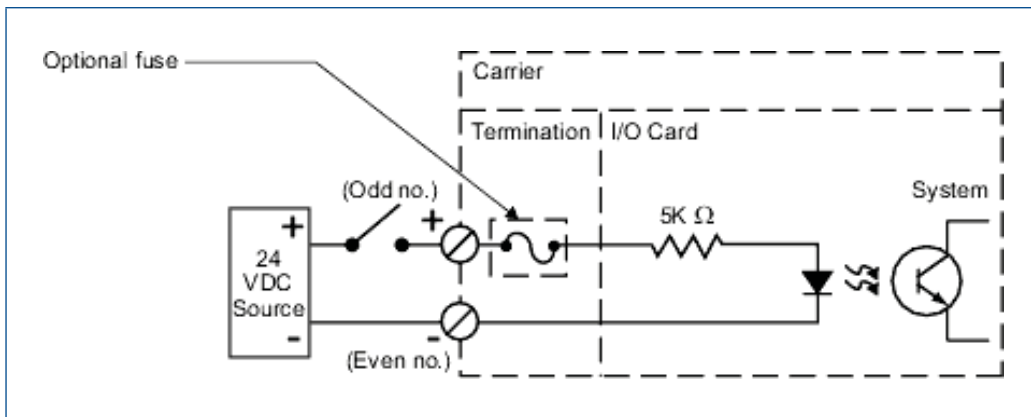 Optional fuse
Carrier
Termination
I/O Card
(Odd no.)
System
+
5K Ω
+
24
VDC
Source
-
-
(Even no.)